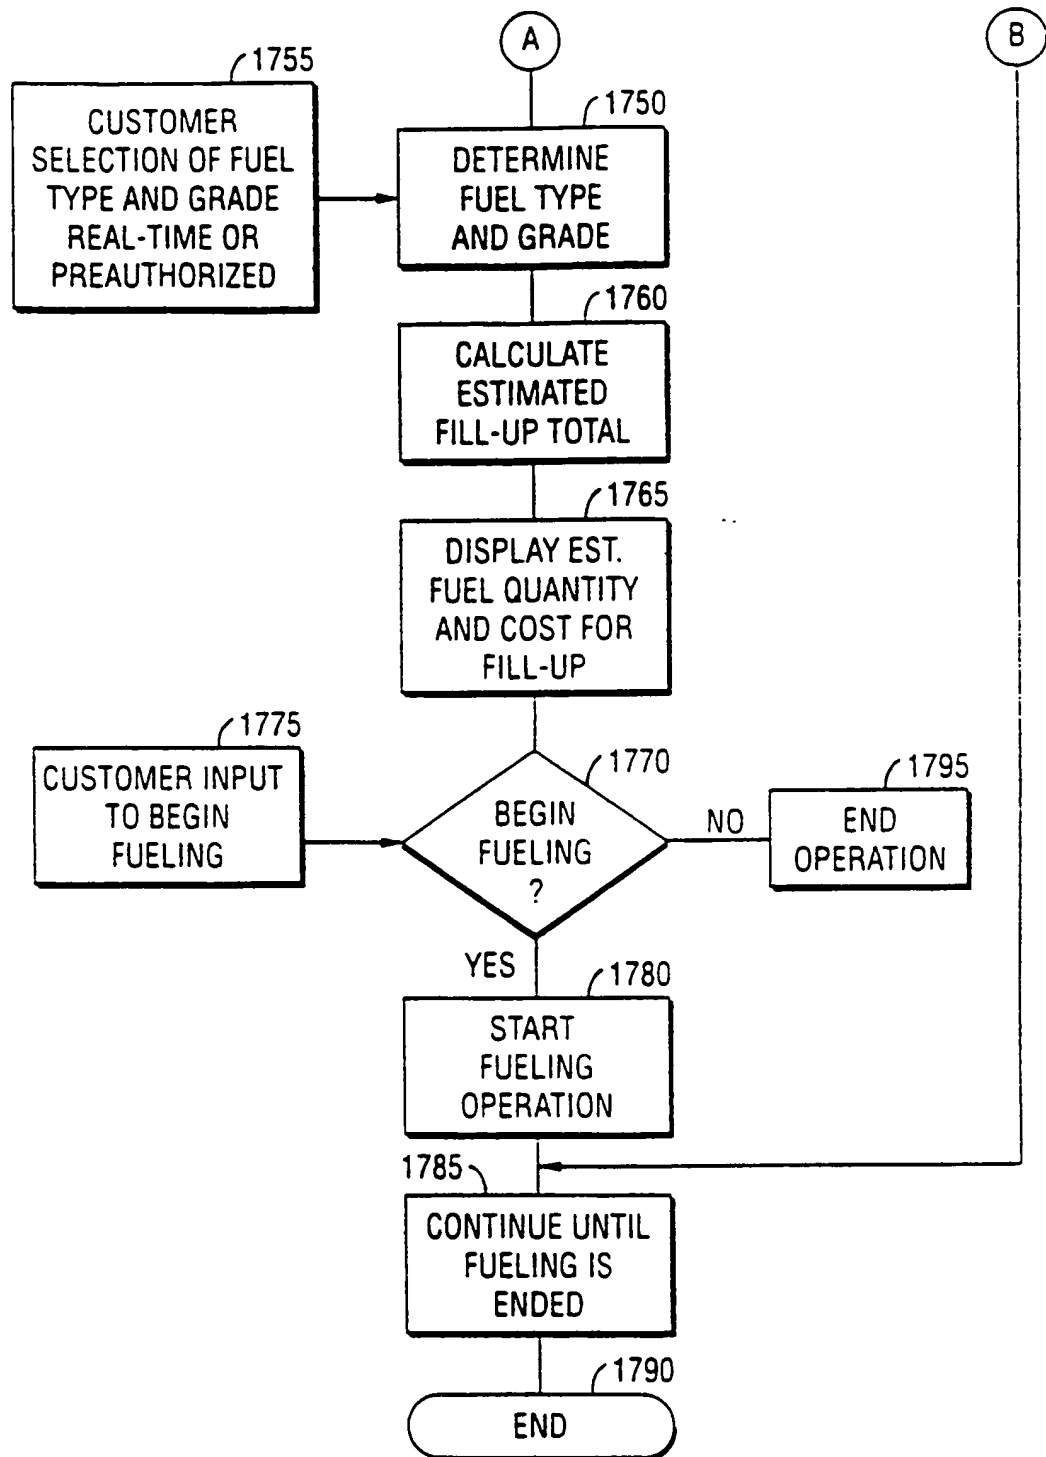 A
B
1755
CUSTOMER
SELECTION OF FUEL
TYPE AND GRADE
REAL-TIME OR
PREAUTHORIZED
1750
DETERMINE
FUEL TYPE
AND GRADE
1760
CALCULATE
ESTIMATED
FILL-UP TOTAL
1765
DISPLAY EST.
FUEL QUANTITY
AND COST FOR
FILL-UP
1775
CUSTOMER INPUT
TO BEGIN
FUELING
1770
BEGIN
FUELING
?
NO
1795
END
OPERATION
YES
1780
START
FUELING
OPERATION
1785
CONTINUE UNTIL
FUELING IS
ENDED
1790
END